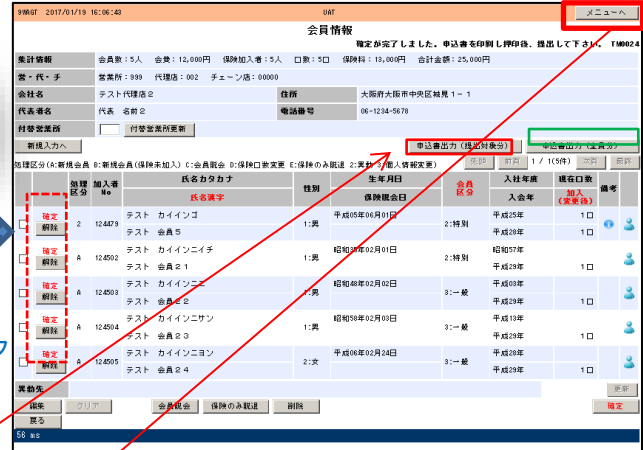 9WAGT 2017/01/19 16:06:43 UAT メニューへ
会員情報
確定が完了しました。申込書を印刷し押印後、提出して下さい。 TM0024
集計情報 会員数：5人 会費：12,000円 保険加入者：5人 口数：5口 保険料：13,000円 合計金額：25,000円
営・代・チ 営業所：999 代理店：002 チェーン店：00000
会社名 テスト代理店２ 住所 大阪府大阪市中央区城見１－１
代表者名 代表 名前２ 電話番号 06-1234-5678
付替営業所 付替営業所更新
新規入力へ 申込書出力（提出対象分） 申込書出力（全員分）
処理区分(A:新規会員 B:新規会員(保険未加入) C:会員脱会 D:保険口数変更 E:保険のみ脱退 2:異動 3:個人情報変更) 先頭 前頁 1 / 1(5件) 次頁 最終
処理区分 加入者No 氏名カタカナ 性別 生年月日 会員区分 入社年度 現在口数 備考
氏名漢字 保険脱会日 入会年 加入(変更後)
確定 解除 2 124479 テスト カイインゴ 1:男 平成05年06月01日 2:特別 平成25年 1口
テスト 会員５ 平成29年 1口
確定 解除 A 124502 テスト カイインニイチ 1:男 昭和35年02月01日 2:特別 昭和57年
テスト 会員２１ 平成29年 1口
確定 解除 A 124503 テスト カイインニニ 1:男 昭和48年02月02日 3:一般 平成03年
テスト 会員２２ 平成29年 1口
確定 解除 A 124504 テスト カイインニサン 1:男 昭和58年02月03日 3:一般 平成13年
テスト 会員２３ 平成29年 1口
確定 解除 A 124505 テスト カイインニヨン 2:女 平成06年02月24日 3:一般 平成28年
テスト 会員２４ 平成29年 1口
異動先 更新
編集 クリア 会員脱会 保険のみ脱退 削除 確定
戻る
56 ms